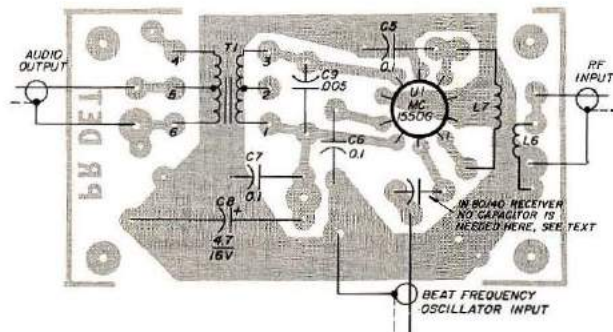 AUDIO
OUTPUT
T1
4
5
6
3
2
1
C9
.005
C5
0.1
U1
MC
1550G
L7
RF
INPUT
L6
C7
0.1
C6
0.1
C8
+
4.7
16V
IN 80/40 RECEIVER
NO CAPACITOR IS
NEEDED HERE, SEE TEXT
BEAT FREQUENCY
OSCILLATOR INPUT
PR DET